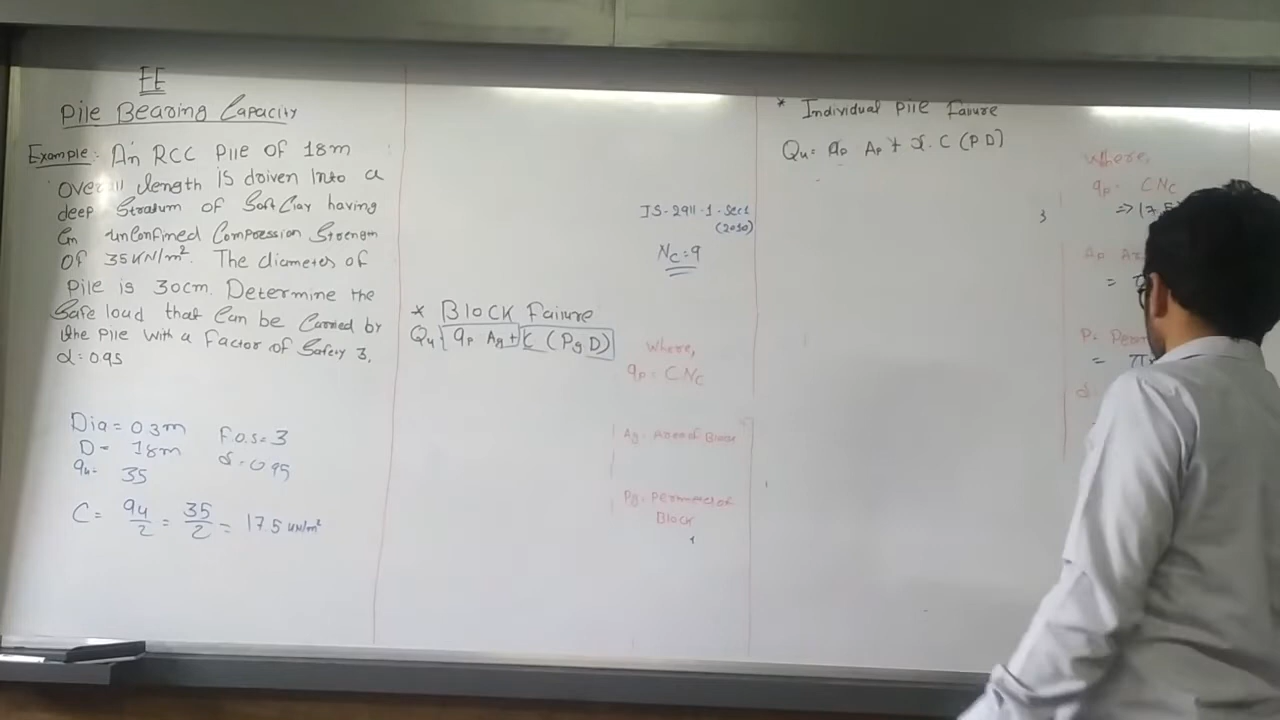 FE
Pile Bearing Capacity
Example: An RCC Pile OF 18m
overall length is driven into a
deep Stratum of Soft Clay having
unconfined Compression Strength
OF 35KN/m². The diameter of
pile is 30cm. Determine the
Safe load that Can be Carried by
the Pile with a Factor of Safety 3.
α = 0.95
Dia = 0.3m
D = 18m
qu = 35
F.O.S = 3
α = 0.95
C = qu/2 = 35/2 = 17.5 KN/m²
IS-2911-1-Sec1
(2010)
Nc = 9
* Block Failure
Qu { qp Ag + C (Pg D)
Where,
qp = CNc
Ag: Area of Block
Pg: Perimeter of
Block
* Individual Pile Failure
Qu = qp Ap + α. C (P D)
Where,
qp = CNc
=> (17.5
Ap
=
P =
= π
α